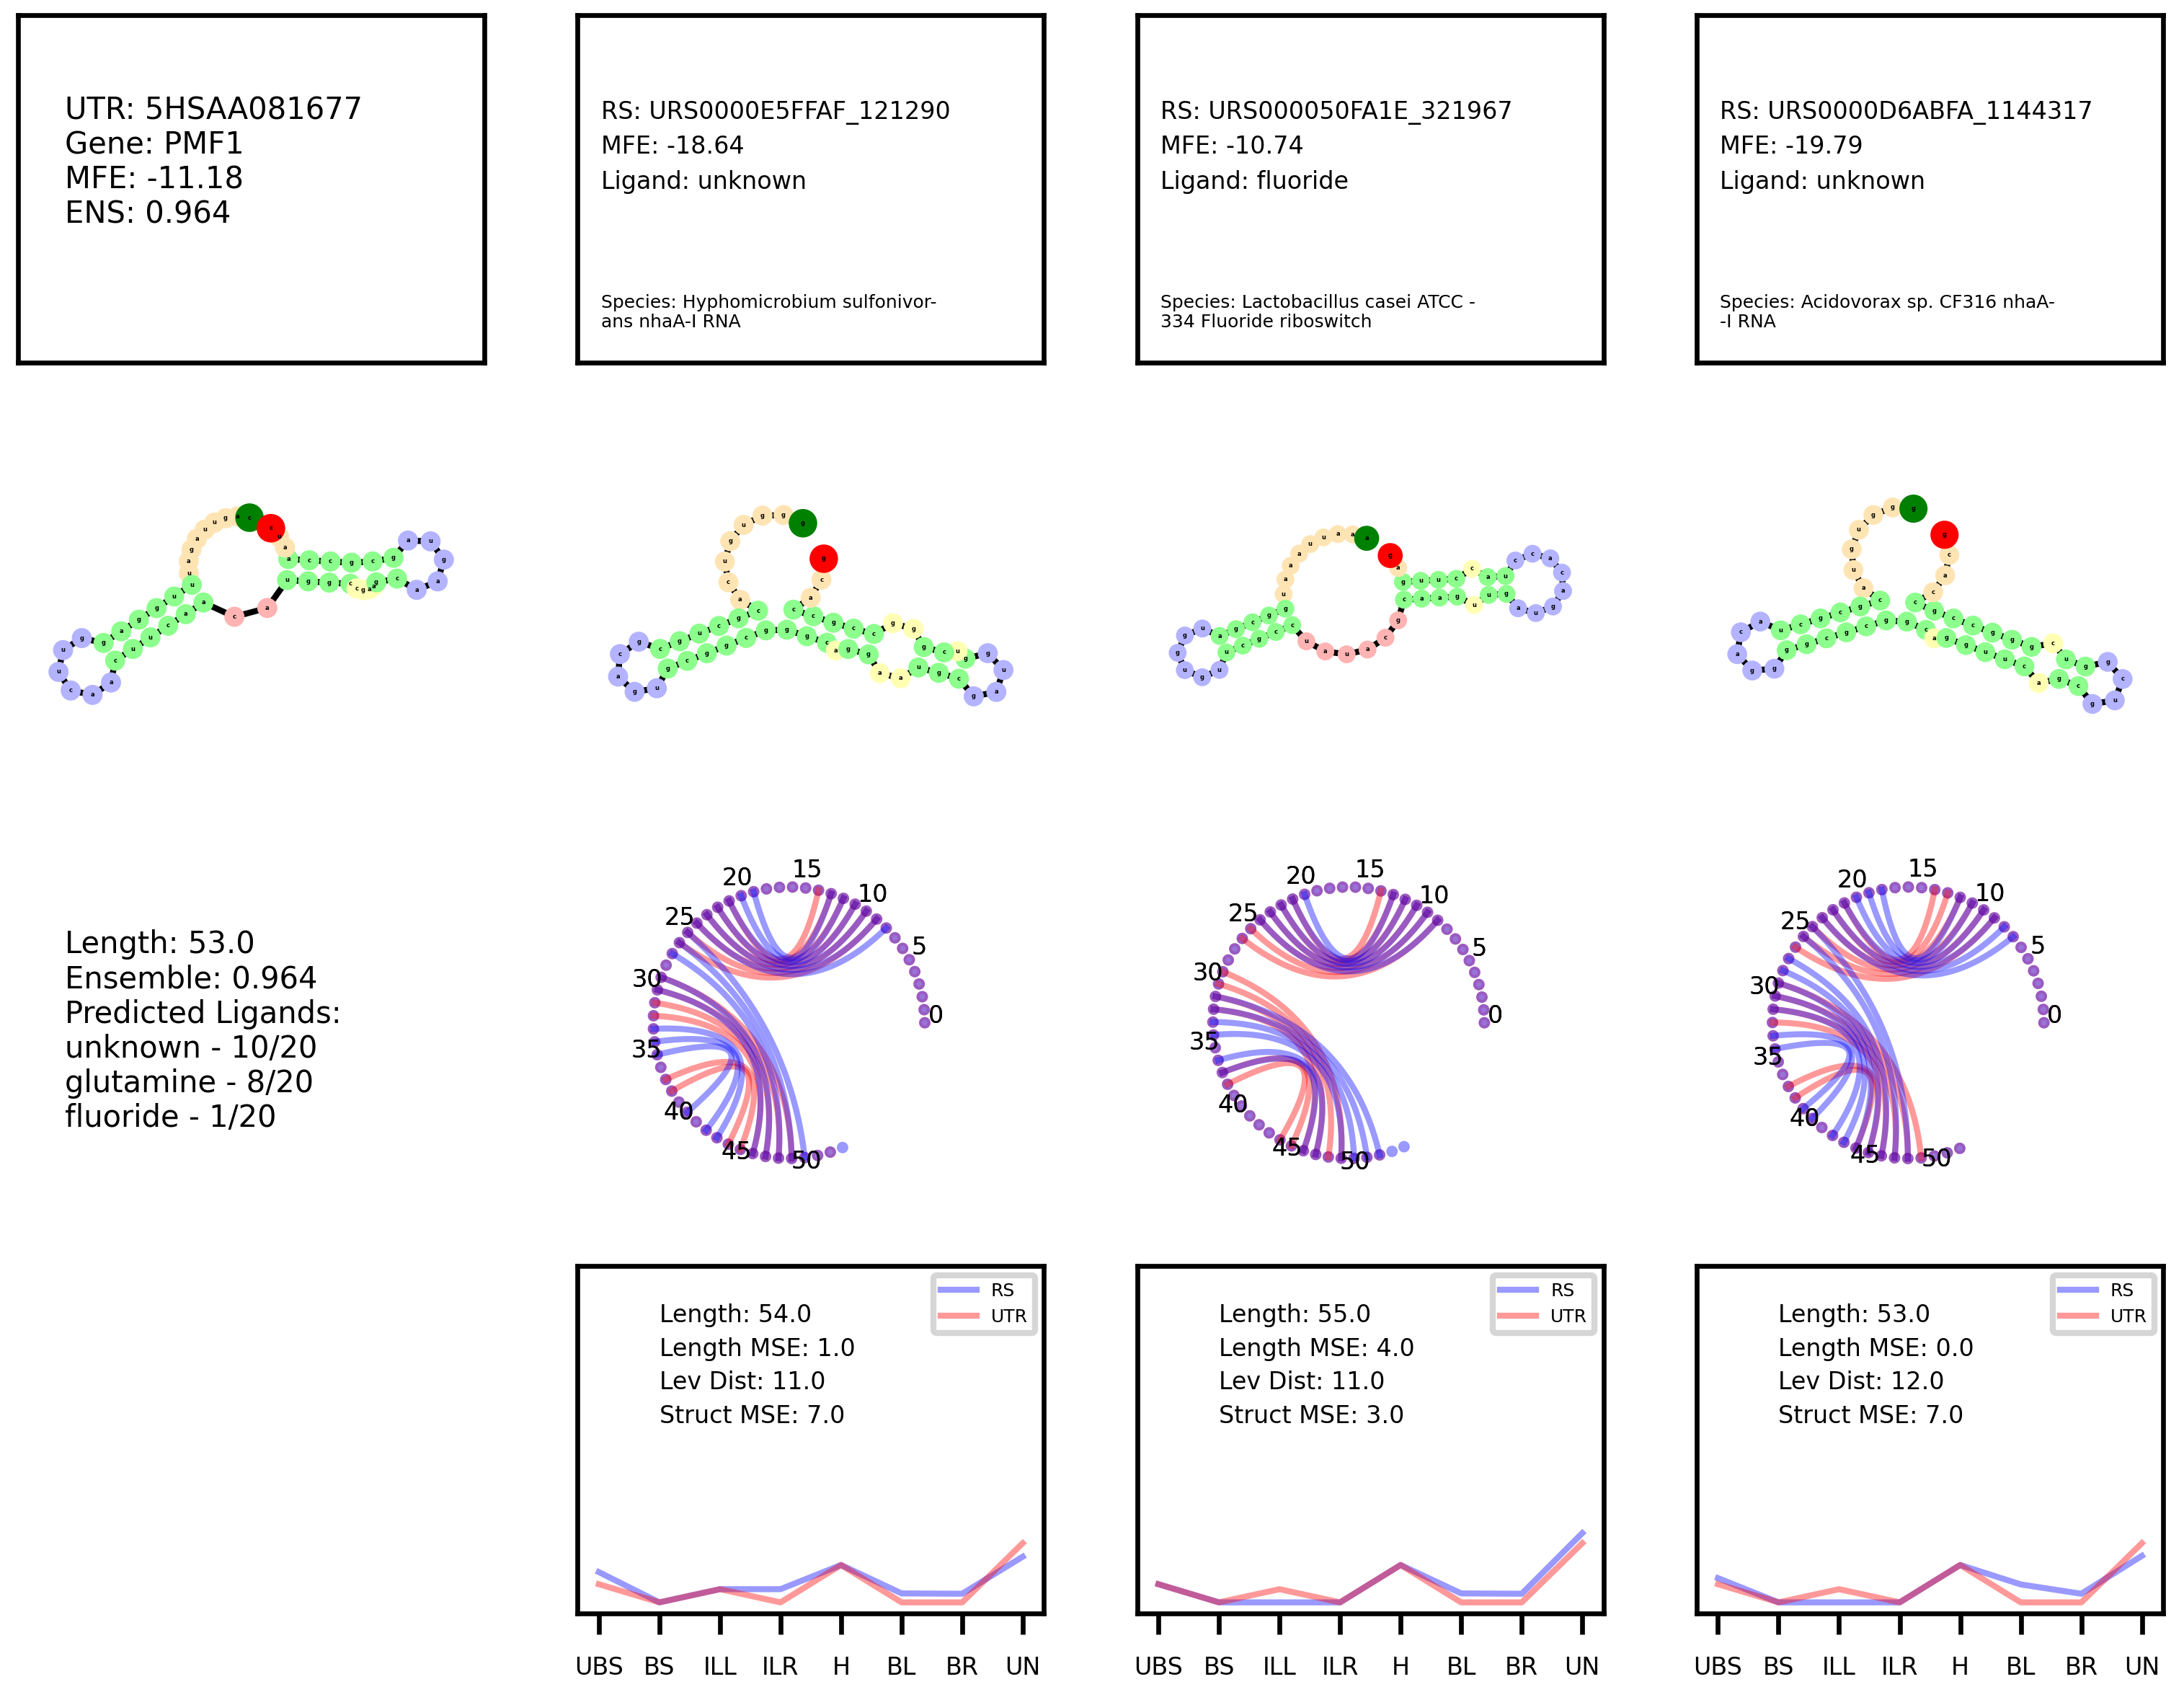 UTR: 5HSAA081677
Gene: PMF1
MFE: -11.18
ENS: 0.964
RS: URS0000E5FFAF_121290
MFE: -18.64
Ligand: unknown
Species: Hyphomicrobium sulfonivor-
ans nhaA-I RNA
RS: URS000050FA1E_321967
MFE: -10.74
Ligand: fluoride
Species: Lactobacillus casei ATCC -
334 Fluoride riboswitch
RS: URS0000D6ABFA_1144317
MFE: -19.79
Ligand: unknown
Species: Acidovorax sp. CF316 nhaA-
-I RNA
Length: 53.0
Ensemble: 0.964
Predicted Ligands:
unknown - 10/20
glutamine - 8/20
fluoride - 1/20
0
5
10
15
20
25
30
35
40
45
50
0
5
10
15
20
25
30
35
40
45
50
0
5
10
15
20
25
30
35
40
45
50
RS
UTR
Length: 54.0
Length MSE: 1.0
Lev Dist: 11.0
Struct MSE: 7.0
UBS BS ILL ILR H BL BR UN
RS
UTR
Length: 55.0
Length MSE: 4.0
Lev Dist: 11.0
Struct MSE: 3.0
UBS BS ILL ILR H BL BR UN
RS
UTR
Length: 53.0
Length MSE: 0.0
Lev Dist: 12.0
Struct MSE: 7.0
UBS BS ILL ILR H BL BR UN